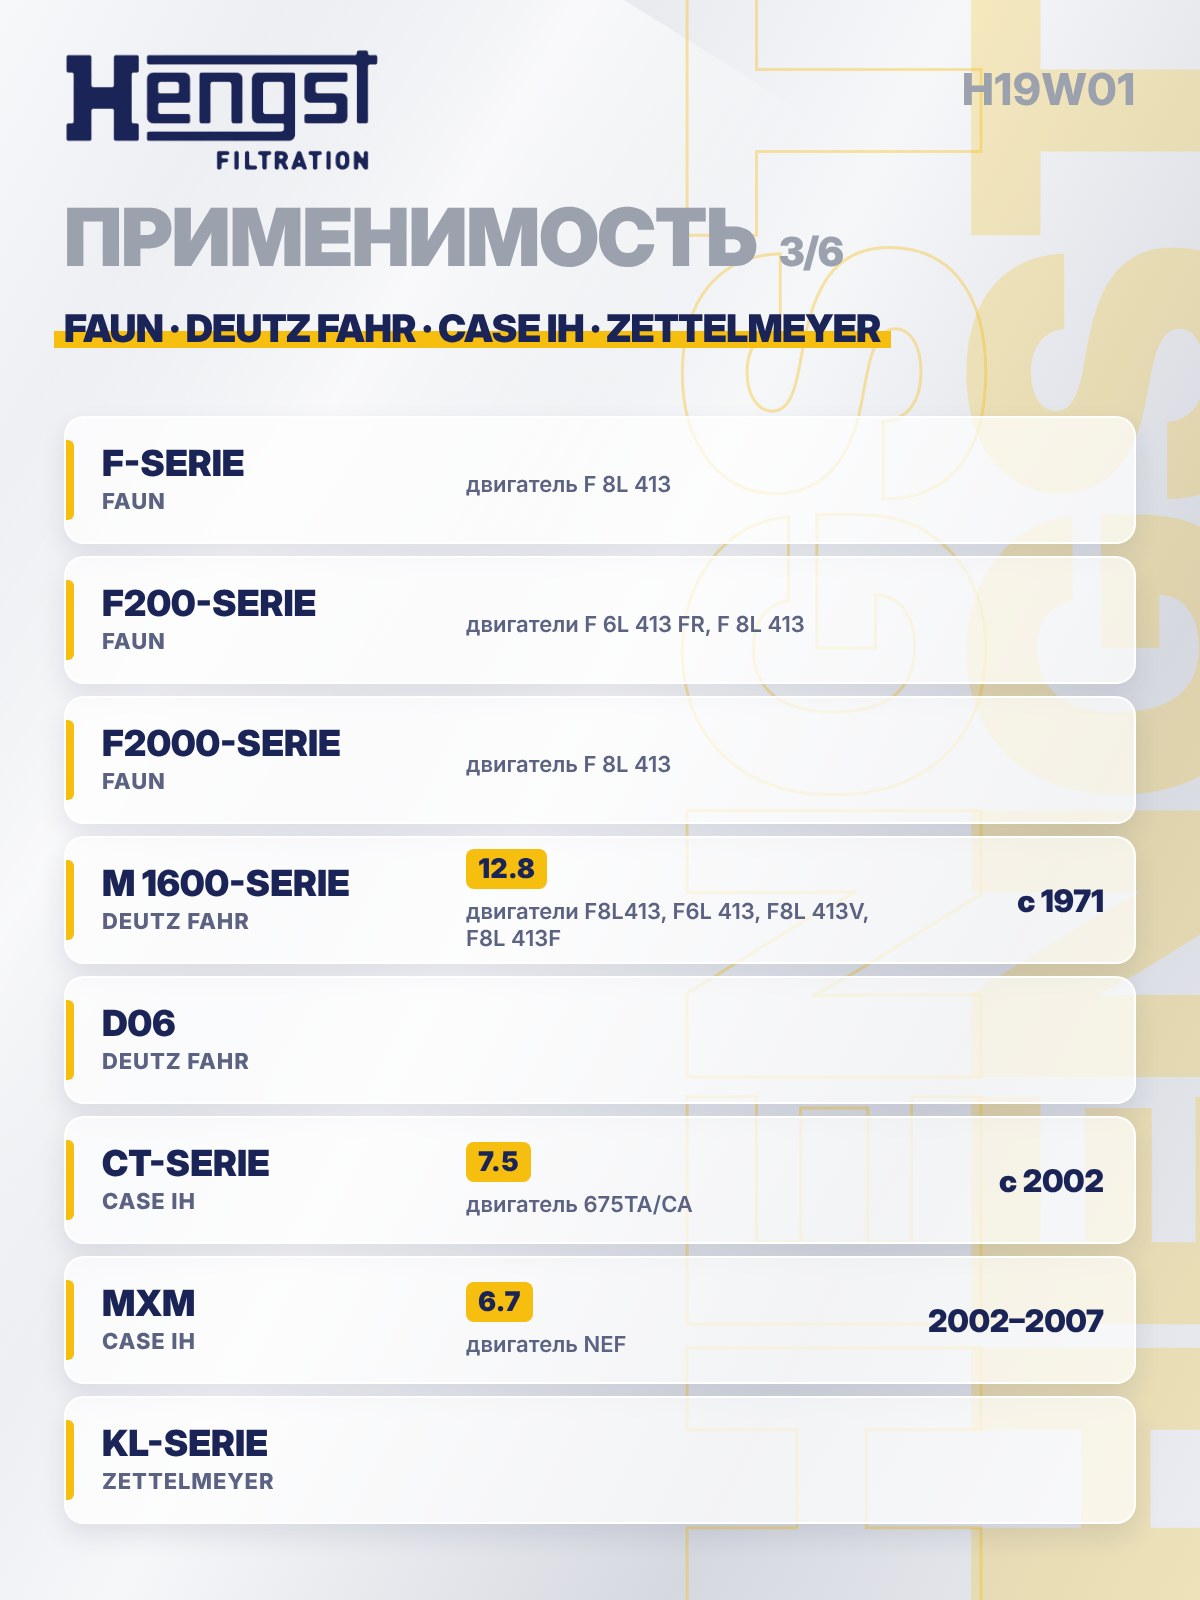 Hengst
FILTRATION
H19W01
ПРИМЕНИМОСТЬ 3/6
FAUN · DEUTZ FAHR · CASE IH · ZETTELMEYER
F-SERIE
FAUN
двигатель F 8L 413
F200-SERIE
FAUN
двигатели F 6L 413 FR, F 8L 413
F2000-SERIE
FAUN
двигатель F 8L 413
M 1600-SERIE
DEUTZ FAHR
12.8
двигатели F8L413, F6L 413, F8L 413V,
F8L 413F
с 1971
D06
DEUTZ FAHR
CT-SERIE
CASE IH
7.5
двигатель 675TA/CA
с 2002
MXM
CASE IH
6.7
двигатель NEF
2002–2007
KL-SERIE
ZETTELMEYER
HENGST
HENGST